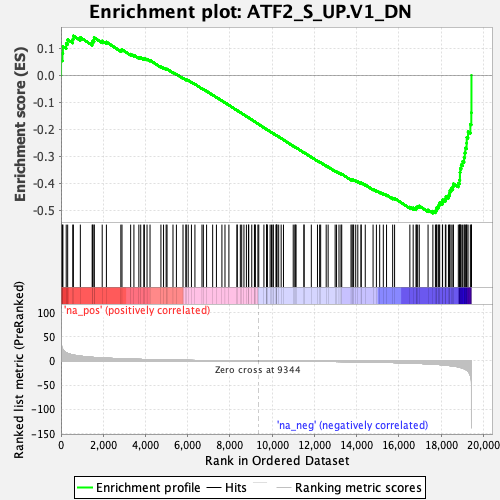 Enrichment plot: ATF2_S_UP.V1_DN
Enrichment score (ES)
0.1
0.0
-0.1
-0.2
-0.3
-0.4
-0.5
'na_pos' (positively correlated)
Ranked list metric (PreRanked)
100
50
0
-50
-100
-150
Zero cross at 9344
'na_neg' (negatively correlated)
0
2,000
4,000
6,000
8,000
10,000
12,000
14,000
16,000
18,000
20,000
Rank in Ordered Dataset
Enrichment profile
Hits
Ranking metric scores